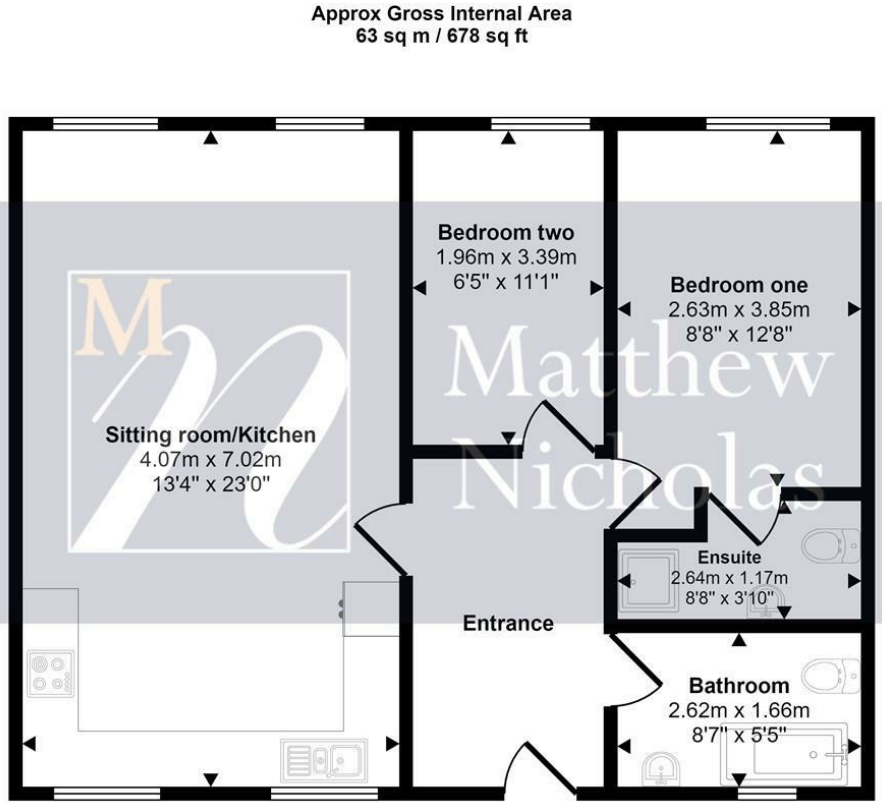 Approx Gross Internal Area
63 sq m / 678 sq ft
Bedroom two
1.96m x 3.39m
6'5" x 11'1"
Bedroom one
2.63m x 3.85m
8'8" x 12'8"
M
n
Matthew
Nicholas
Sitting room/Kitchen
4.07m x 7.02m
13'4" x 23'0"
Ensuite
2.64m x 1.17m
8'8" x 3'10"
Entrance
Bathroom
2.62m x 1.66m
8'7" x 5'5"